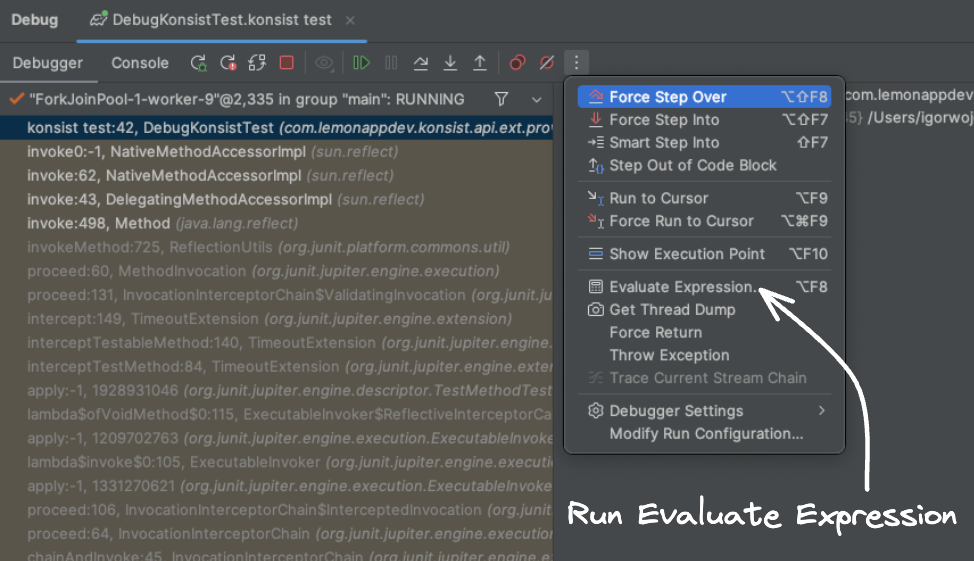 Debug
DebugKonsistTest.konsist test
Debugger
Console
"ForkJoinPool-1-worker-9"@2,335 in group "main": RUNNING
konsist test:42, DebugKonsistTest (com.lemonappdev.konsist.api.ext.pro
invoke0:-1, NativeMethodAccessorImpl (sun.reflect)
invoke:62, NativeMethodAccessorImpl (sun.reflect)
invoke:43, DelegatingMethodAccessorImpl (sun.reflect)
invoke:498, Method (java.lang.reflect)
invokeMethod:725, ReflectionUtils (org.junit.platform.commons.util)
proceed:60, MethodInvocation (org.junit.jupiter.engine.execution)
proceed:131, InvocationInterceptorChain$ValidatingInvocation (org.junit.ju
intercept:149, TimeoutExtension (org.junit.jupiter.engine.extension)
interceptTestableMethod:140, TimeoutExtension (org.junit.jupiter.engine.
interceptTestMethod:84, TimeoutExtension (org.junit.jupiter.engine.exte
apply:-1, 1928931046 (org.junit.jupiter.engine.descriptor.TestMethodTest
lambda$ofVoidMethod$0:115, ExecutableInvoker$ReflectiveInterceptorCa
apply:-1, 1209702763 (org.junit.jupiter.engine.execution.ExecutableInvoke
lambda$invoke$0:105, ExecutableInvoker (org.junit.jupiter.engine.execution
apply:-1, 1331270621 (org.junit.jupiter.engine.execution.ExecutableInvoke
proceed:106, InvocationInterceptorChain$InterceptedInvocation (org.junit.
proceed:64, InvocationInterceptorChain (org.junit.jupiter.engine.execution
chainAndInvoke:45, InvocationInterceptorChain (org.junit.jupiter.engine.
Force Step Over ⌥⇧F8
Force Step Into ⌥⇧F7
Smart Step Into ⇧F7
Step Out of Code Block
Run to Cursor ⌥F9
Force Run to Cursor ⌥⌘F9
Show Execution Point ⌥F10
Evaluate Expression... ⌥F8
Get Thread Dump
Force Return
Throw Exception
Trace Current Stream Chain
Debugger Settings
Modify Run Configuration...
com.lemonappdev
} /Users/igorwoj
Run Evaluate Expression